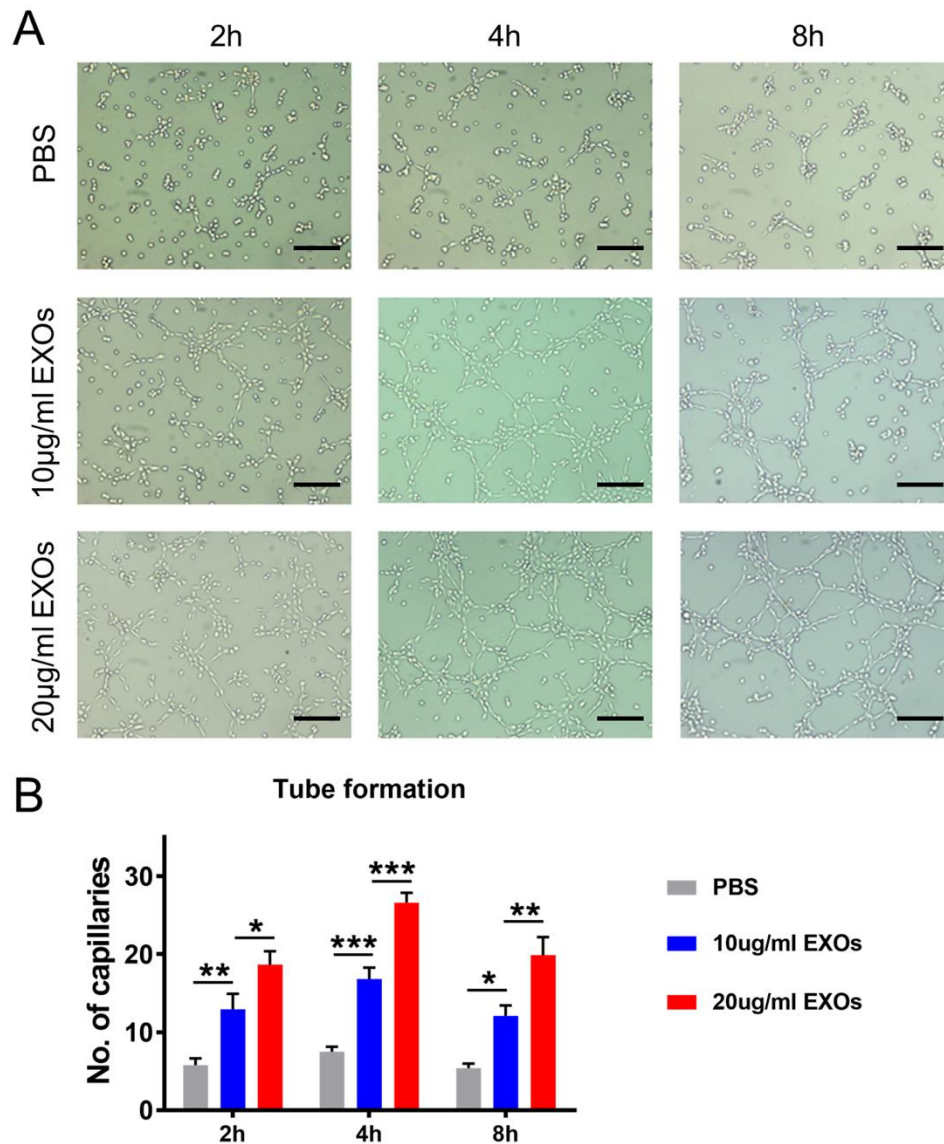 A
2h 4h 8h
PBS
10μg/ml EXOs
20μg/ml EXOs
B
Tube formation
No. of capillaries
30
20
10
0
** * *** *** * **
2h 4h 8h
PBS
10ug/ml EXOs
20ug/ml EXOs